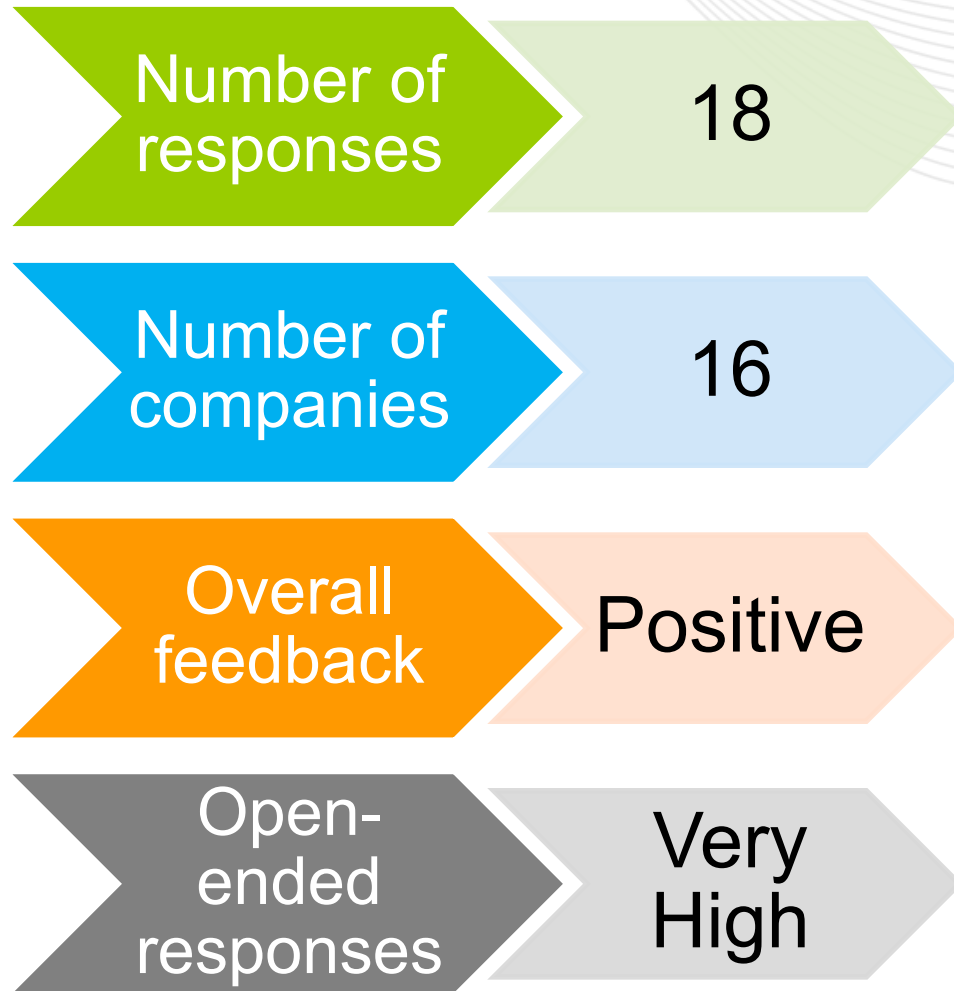 Number of
responses
18
Number of
companies
16
Overall
feedback
Positive
Open-
ended
responses
Very
High